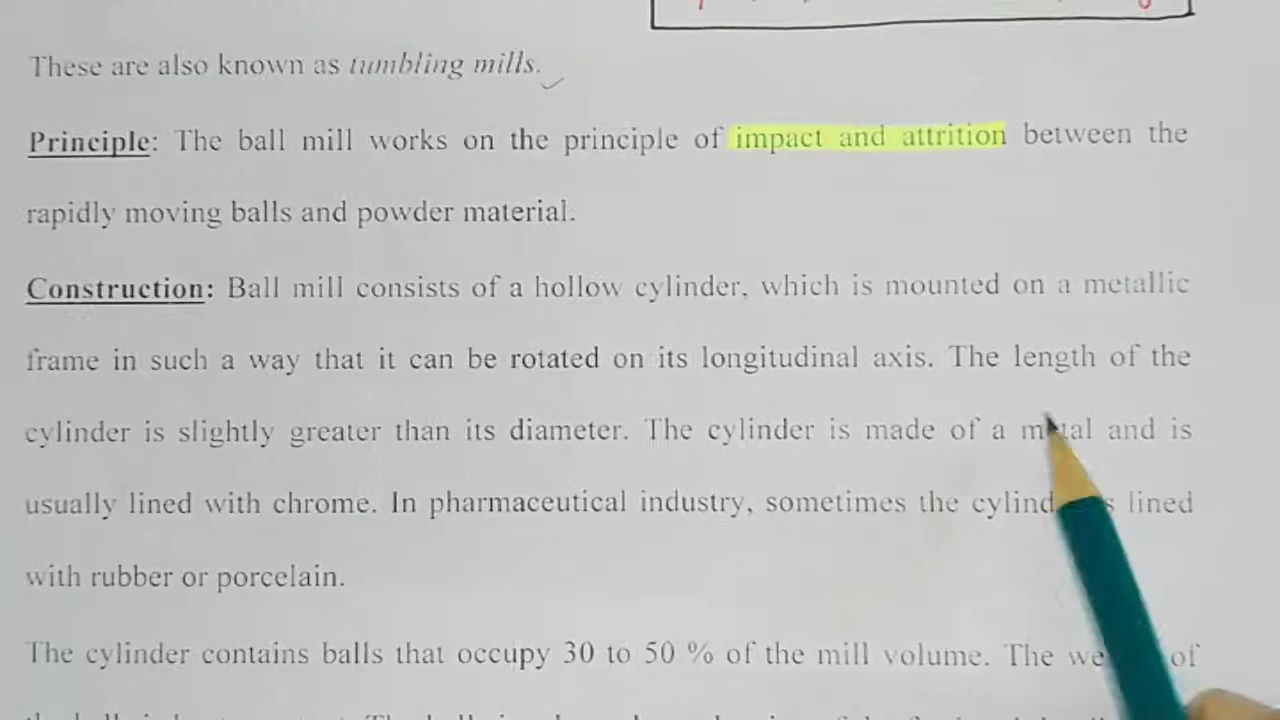 These are also known as tumbling mills.
Principle: The ball mill works on the principle of impact and attrition between the
rapidly moving balls and powder material.
Construction: Ball mill consists of a hollow cylinder, which is mounted on a metallic
frame in such a way that it can be rotated on its longitudinal axis. The length of the
cylinder is slightly greater than its diameter. The cylinder is made of a metal and is
usually lined with chrome. In pharmaceutical industry, sometimes the lined
with rubber or porcelain.
The cylinder contains balls that occupy 30 to 50 % of the mill volume. The of